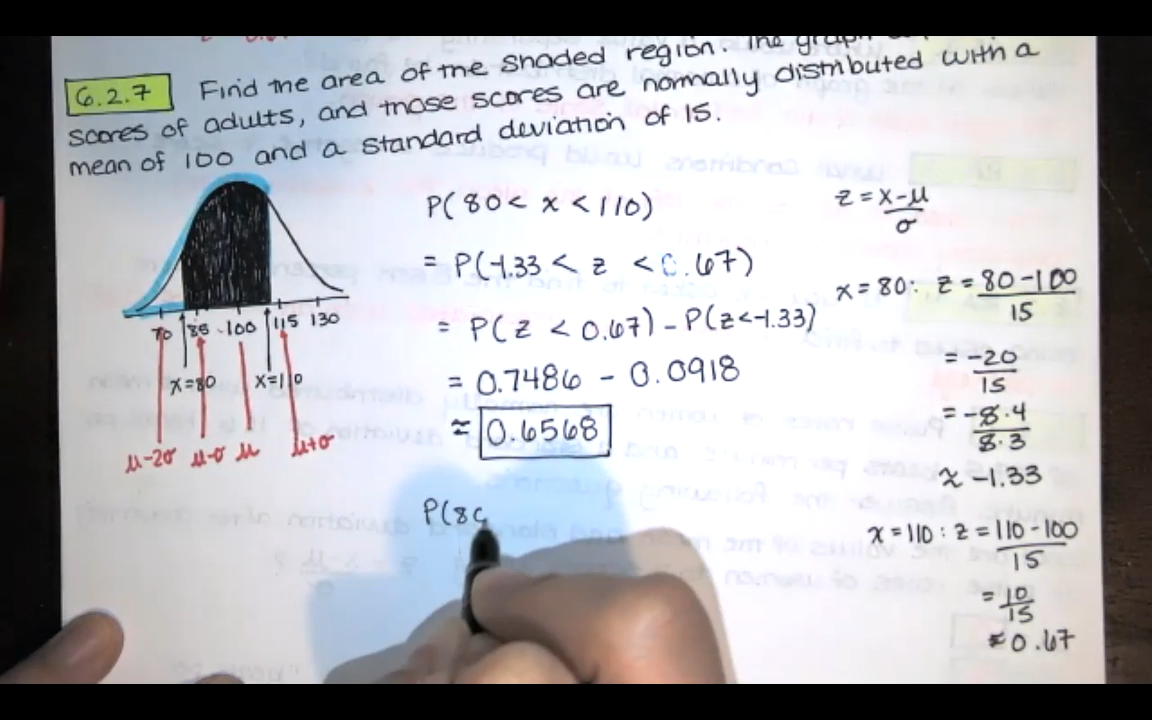 6.2.7 Find the area of the shaded region. The graph
scores of adults, and those scores are normally distributed with a
mean of 100 and a standard deviation of 15.
70 85 100 115 130
x=80 x=110
μ-2σ μ-σ μ μ+σ
P(80< x <110)
= P(-1.33 < z < 0.67)
= P(z < 0.67) - P(z<-1.33)
= 0.7486 - 0.0918
≈ 0.6568
P(80
z = x-μ
σ
x=80: z = 80-100
15
= -20
15
= -8·4
8·3
≈ -1.33
x=110: z = 110-100
15
= 10
15
≈ 0.67